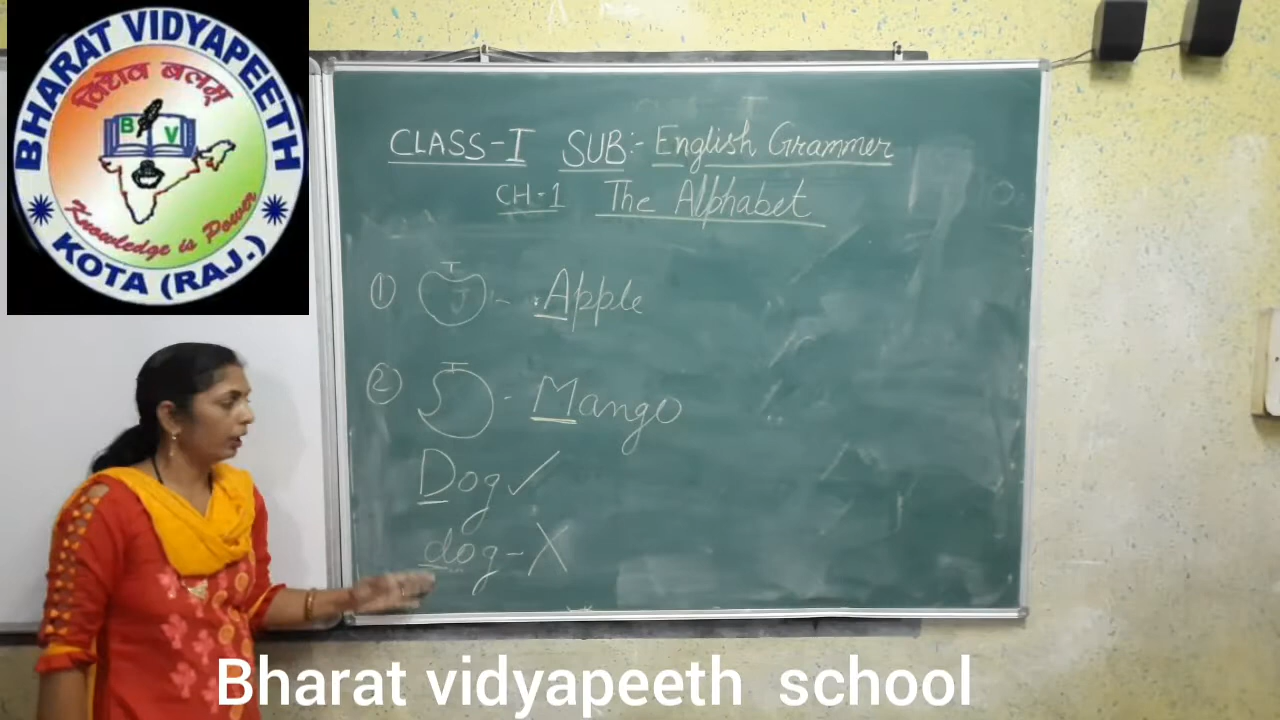 BHARAT VIDYAPEETH
विद्यैव बलम्
B V
Knowledge is Power
KOTA (RAJ.)
CLASS-I SUB:- English Grammer
CH-1 The Alphabet
① - Apple
② - Mango
Dog ✓
dog - X
Bharat vidyapeeth school